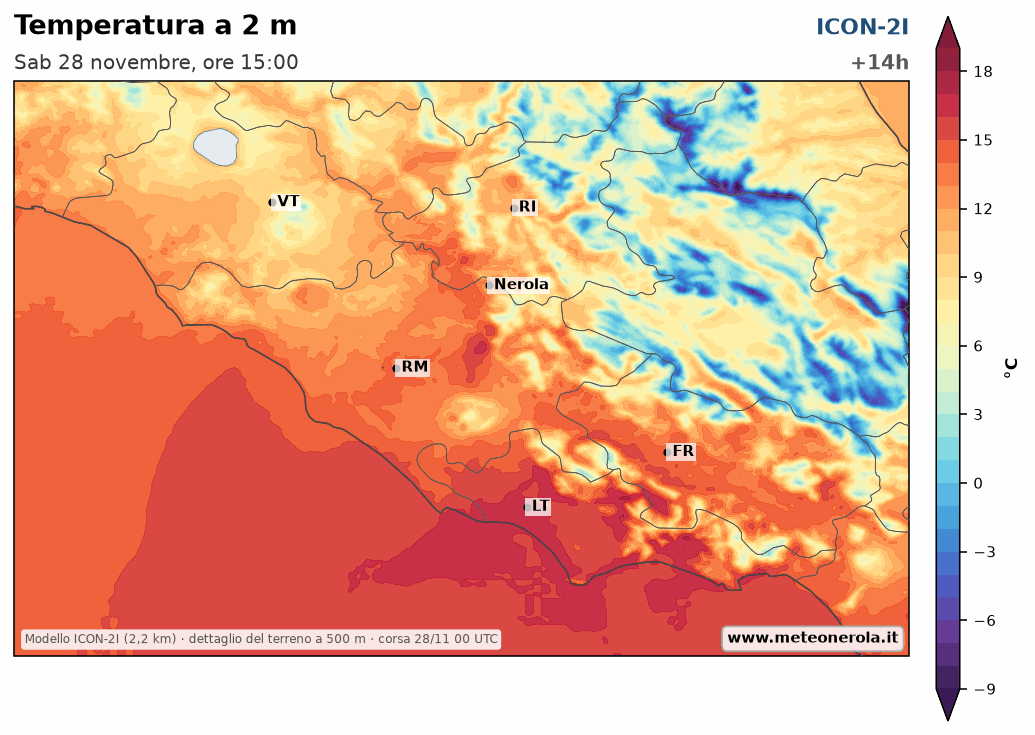 Temperatura a 2 m
ICON-2I
Sab 28 novembre, ore 15:00
+14h
VT
RI
Nerola
RM
FR
LT
18
15
12
9
6
3
0
−3
−6
−9
°C
Modello ICON-2I (2,2 km) · dettaglio del terreno a 500 m · corsa 28/11 00 UTC
www.meteonerola.it